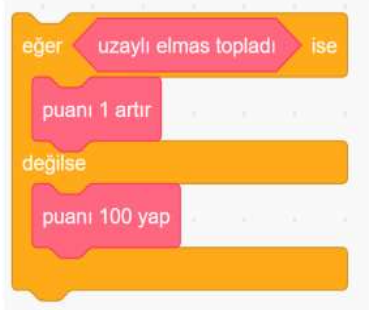 eğer uzaylı elmas topladı ise
puanı 1 artır
değilse
puanı 100 yap